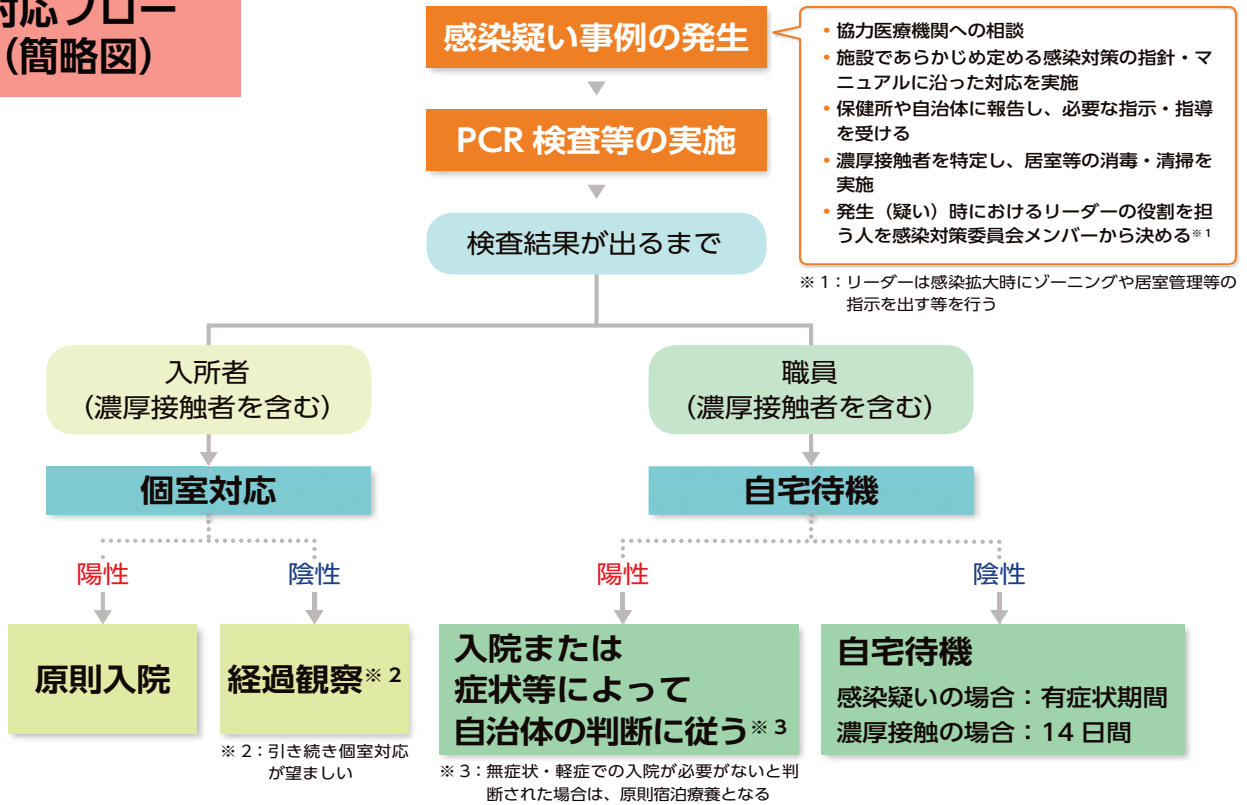 対応フロー
（簡略図）
感染疑い事例の発生
・協力医療機関への相談
・施設であらかじめ定める感染対策の指針・マ
ニュアルに沿った対応を実施
・保健所や自治体に報告し、必要な指示・指導
を受ける
・濃厚接触者を特定し、居室等の消毒・清掃を
実施
・発生（疑い）時におけるリーダーの役割を担
う人を感染対策委員会メンバーから決める※1
※1：リーダーは感染拡大時にゾーニングや居室管理等の
指示を出す等を行う
PCR 検査等の実施
検査結果が出るまで
入所者
（濃厚接触者を含む）
職員
（濃厚接触者を含む）
個室対応
自宅待機
陽性
陰性
陽性
陰性
原則入院
経過観察※2
※2：引き続き個室対応
が望ましい
入院または
症状等によって
自治体の判断に従う※3
※3：無症状・軽症での入院が必要がないと判
断された場合は、原則宿泊療養となる
自宅待機
感染疑いの場合：有症状期間
濃厚接触の場合：14 日間